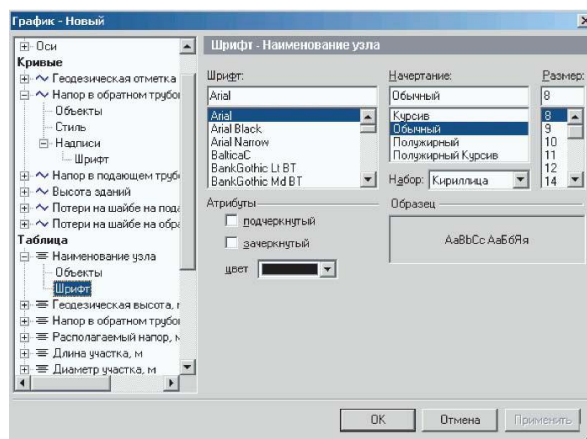 График - Новый
Оси
Кривые
Геодезическая отметка
Напор в обратном трубо
Объекты
Стиль
Надписи
Шрифт
Напор в подающем труб
Высота зданий
Потери на шайбе на пода
Потери на шайбе на обра
Таблица
Наименование узла
Объекты
Шрифт
Геодезическая высота,
Напор в обратном трубо
Располагаемый напор, м
Длина участка, м
Диаметр участка, м
Шрифт - Наименование узла
Шрифт:
Arial
Arial
Arial Black
Arial Narrow
BalticaC
BankGothic Lt BT
BankGothic Md BT
Начертание:
Обычный
Курсив
Обычный
Полужирный
Полужирный Курсив
Набор: Кириллица
Размер:
8
8
9
10
11
12
14
Атрибуты
подчеркнутый
зачеркнутый
цвет
Образец
АаBbCc АаБбЯя
OK
Отмена
Применить